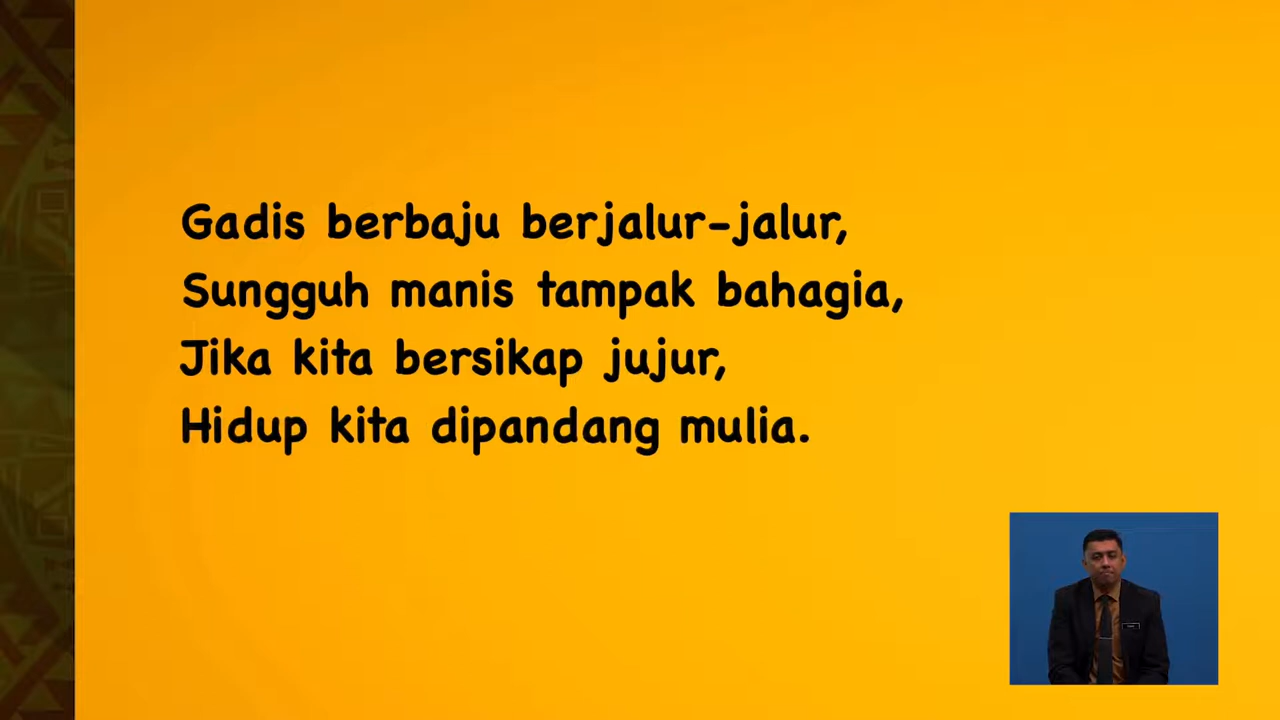 Gadis berbaju berjalur-jalur,
Sungguh manis tampak bahagia,
Jika kita bersikap jujur,
Hidup kita dipandang mulia.